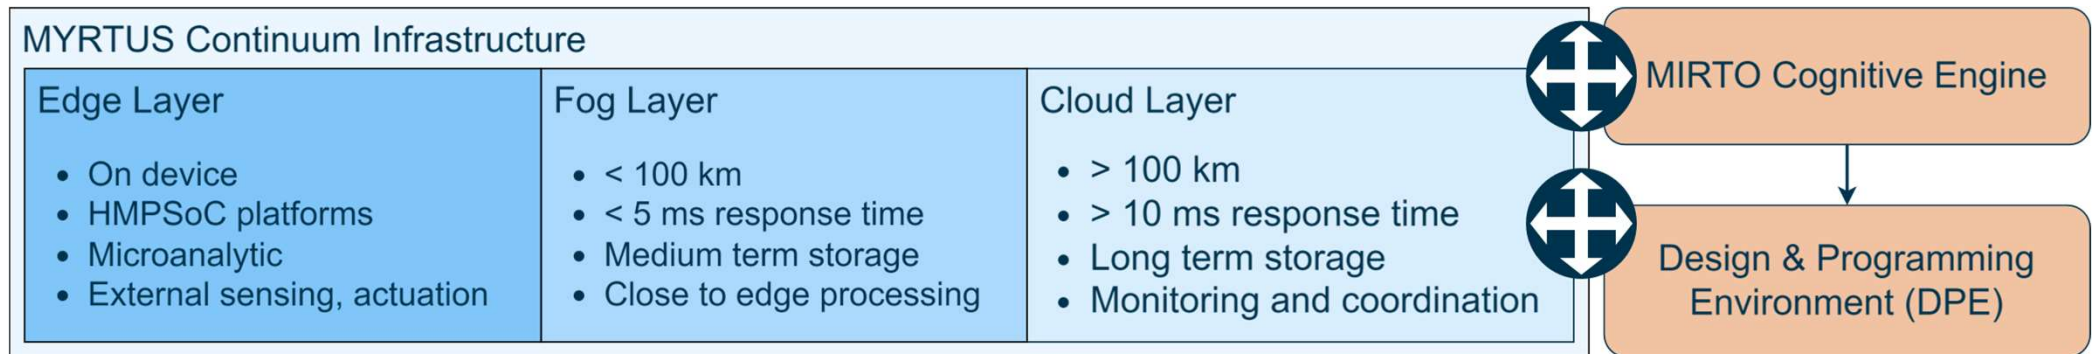 MYRTUS Continuum Infrastructure
Edge Layer
• On device
• HMPSoC platforms
• Microanalytic
• External sensing, actuation
Fog Layer
• < 100 km
• < 5 ms response time
• Medium term storage
• Close to edge processing
Cloud Layer
• > 100 km
• > 10 ms response time
• Long term storage
• Monitoring and coordination
MIRTO Cognitive Engine
Design & Programming
Environment (DPE)